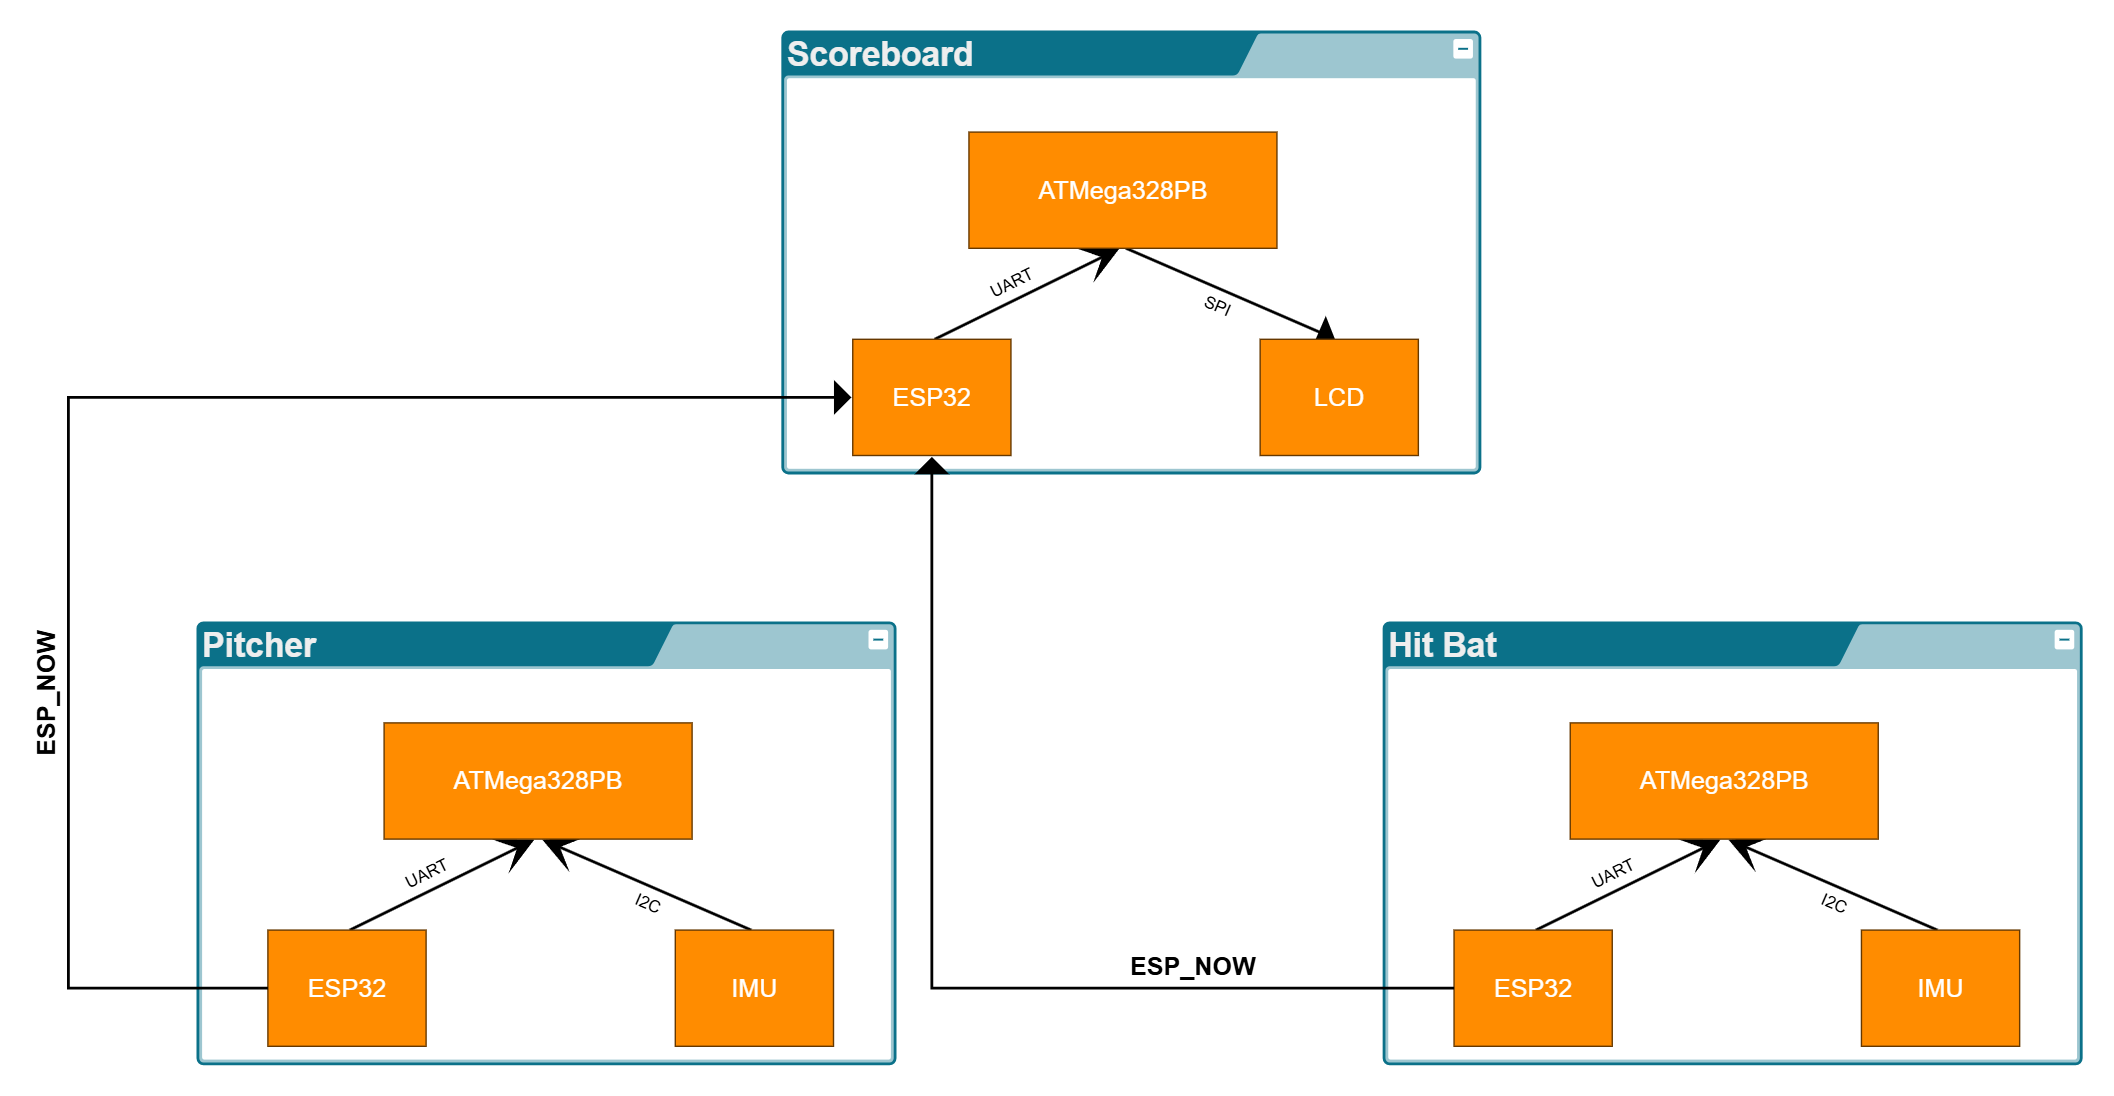 Scoreboard
ATMega328PB
UART
SPI
ESP32
LCD
ESP_NOW
Pitcher
ATMega328PB
UART
I2C
ESP32
IMU
ESP_NOW
Hit Bat
ATMega328PB
UART
I2C
ESP32
IMU